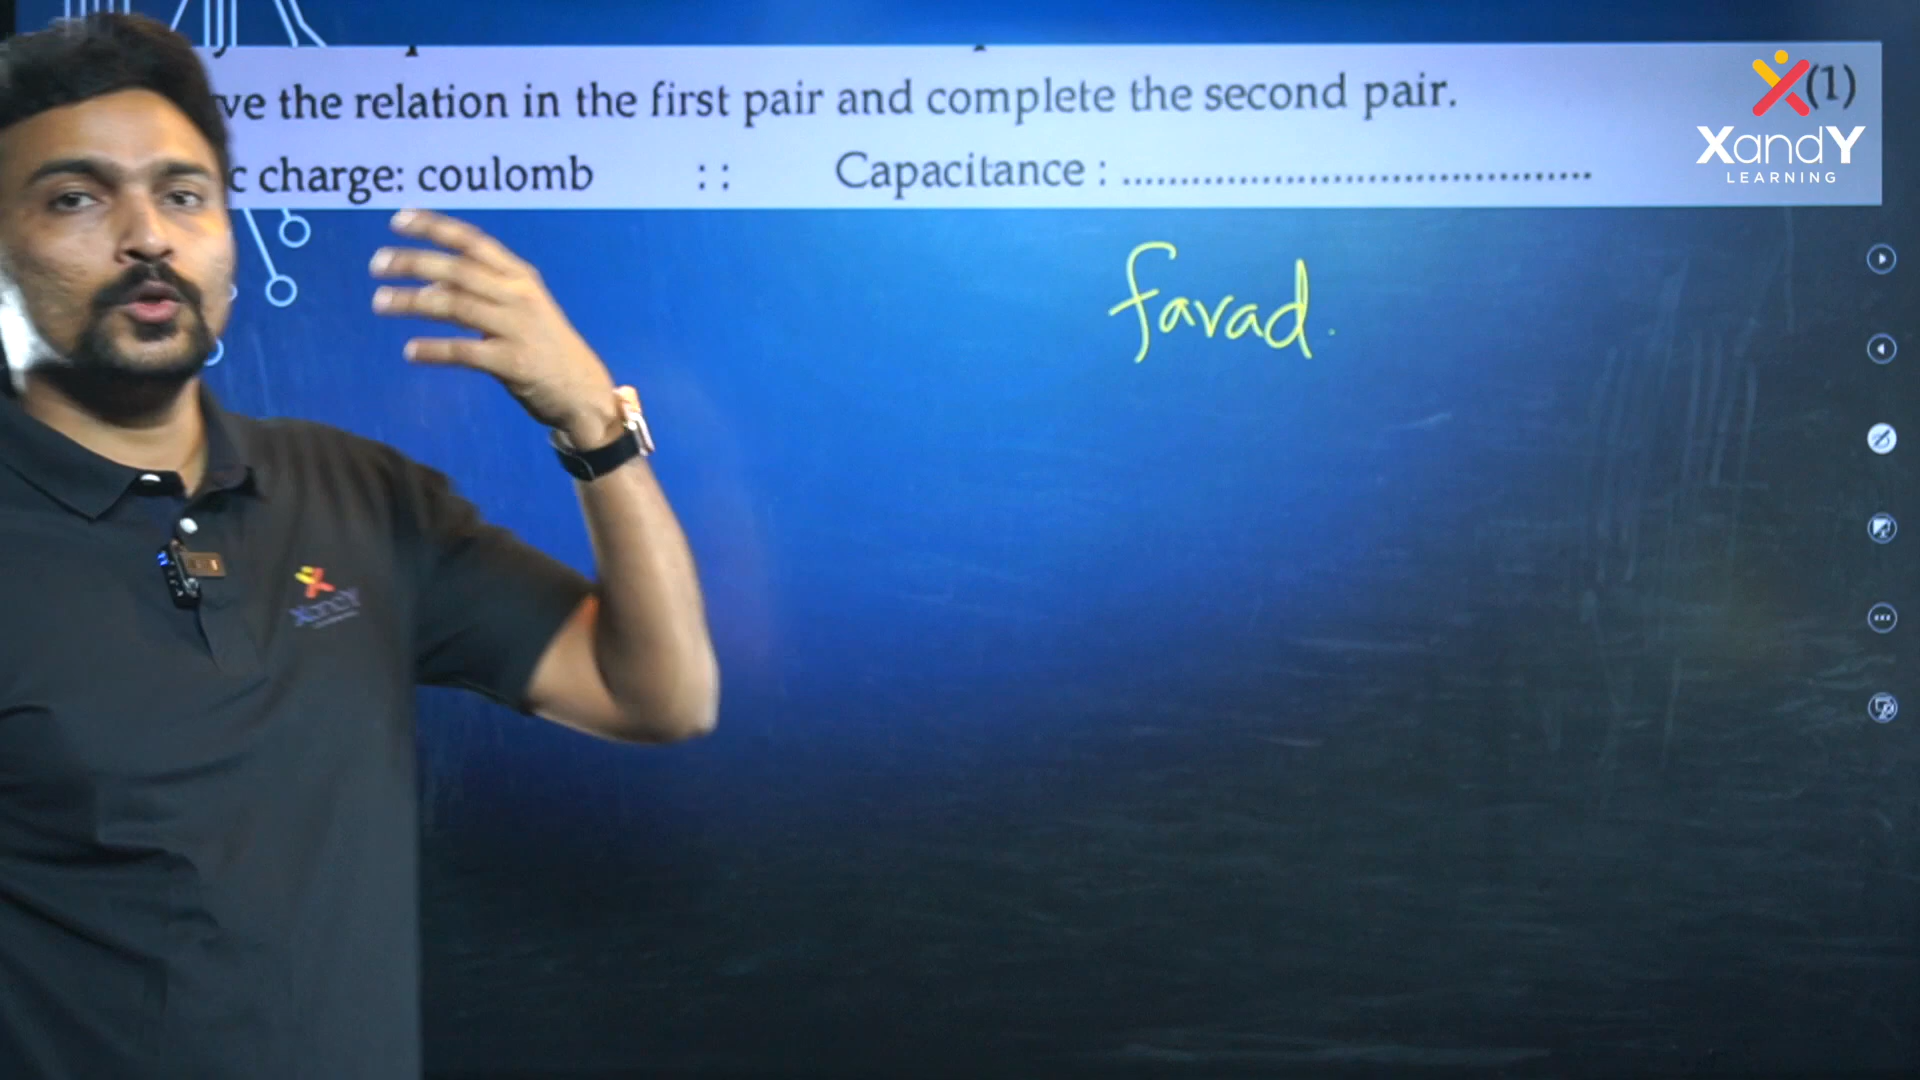 ve the relation in the first pair and complete the second pair. (1)
c charge: coulomb :: Capacitance : ........................................
XandY
LEARNING
farad.
XandY